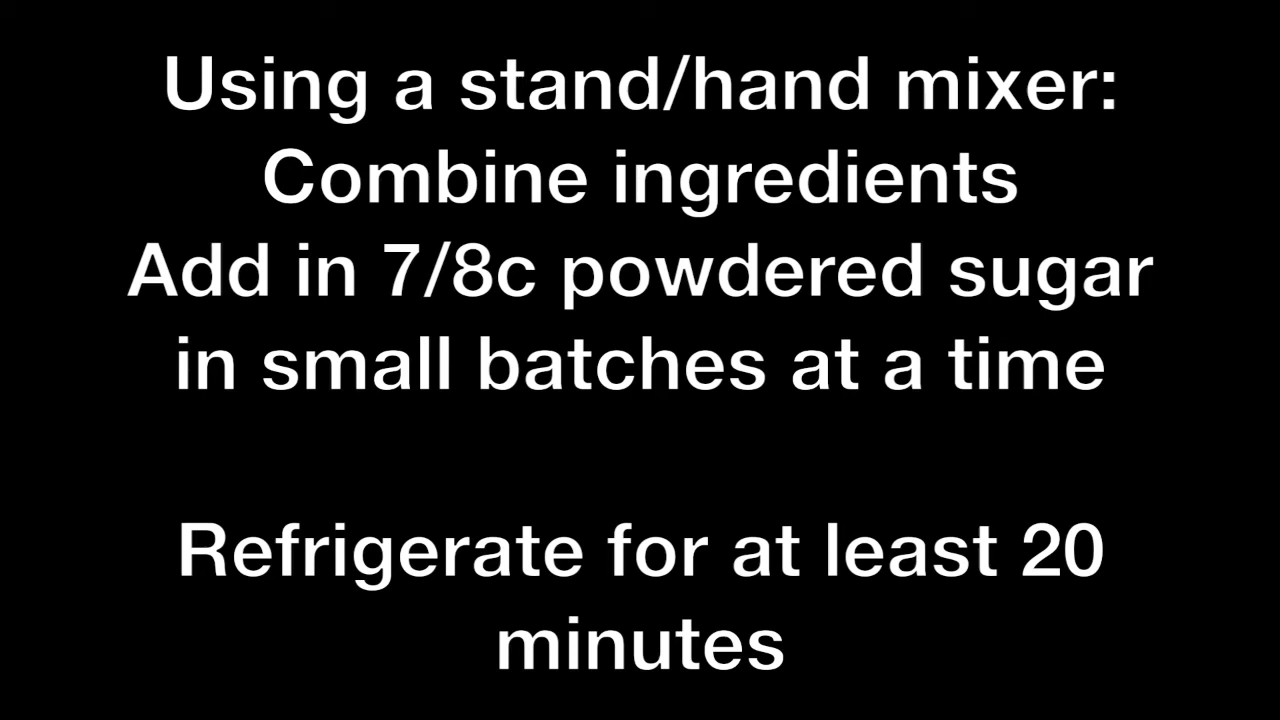 Using a stand/hand mixer:
Combine ingredients
Add in 7/8c powdered sugar
in small batches at a time
Refrigerate for at least 20
minutes